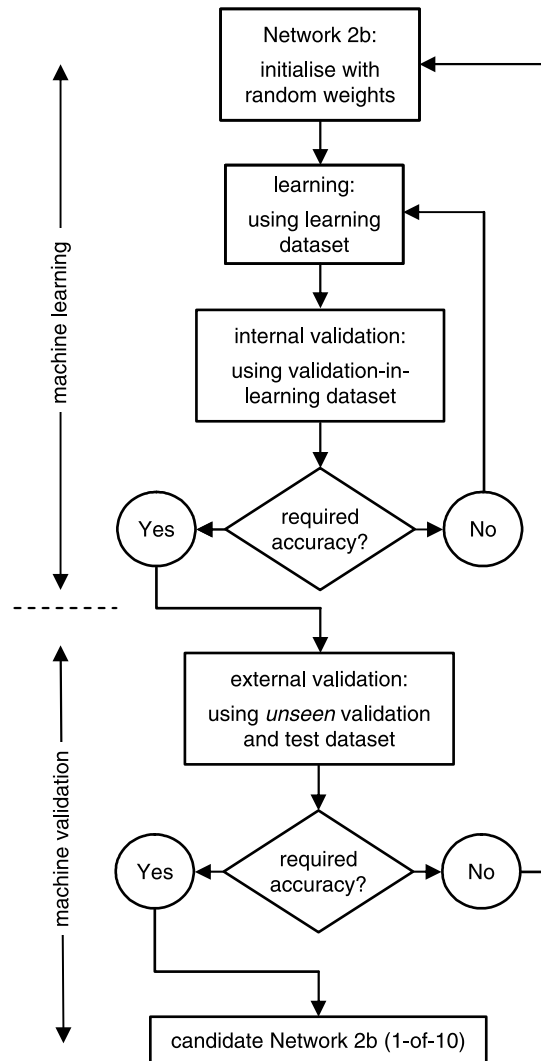 Network 2b:
initialise with
random weights
learning:
using learning
dataset
internal validation:
using validation-in-
learning dataset
machine learning
required
accuracy?
Yes
No
external validation:
using unseen validation
and test dataset
machine validation
required
accuracy?
Yes
No
candidate Network 2b (1-of-10)